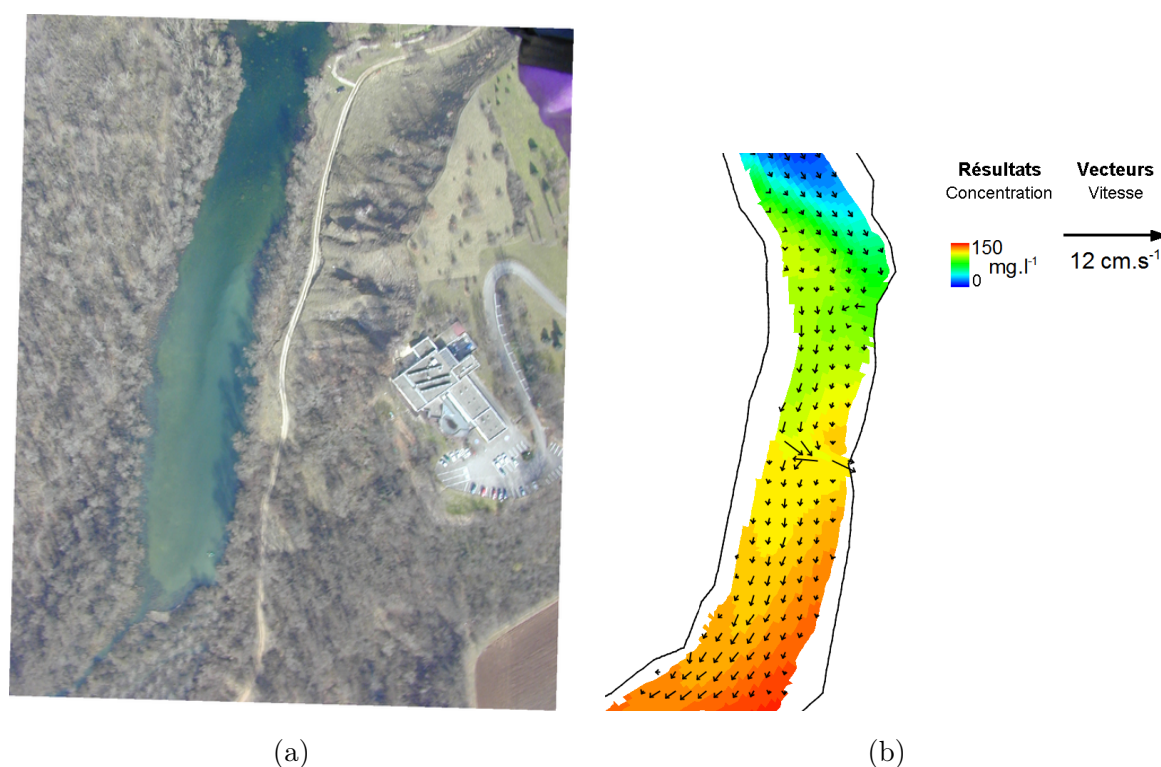 Résultats
Concentration
150
mg.l⁻¹
0
Vecteurs
Vitesse
12 cm.s⁻¹
(a)
(b)